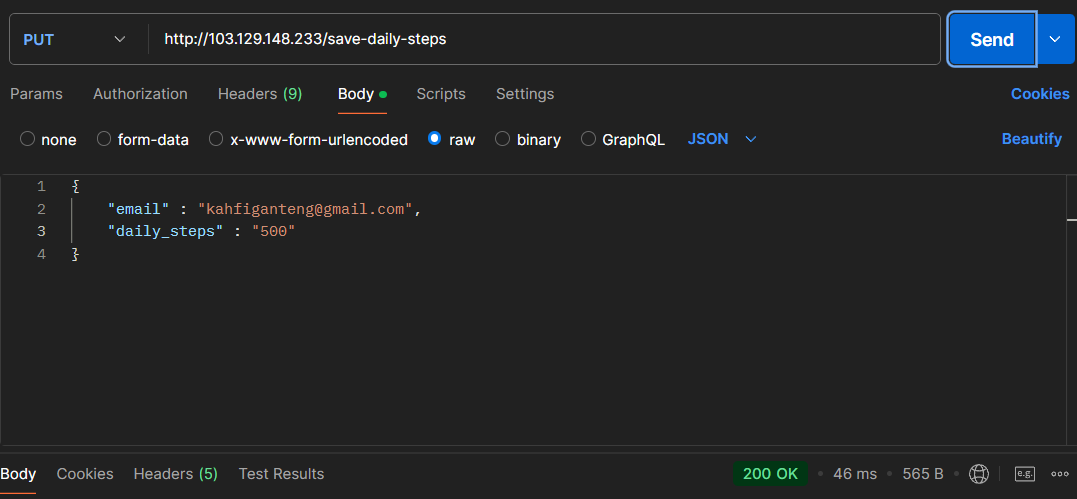 PUT http://103.129.148.233/save-daily-steps Send
Params Authorization Headers (9) Body Scripts Settings Cookies
none form-data x-www-form-urlencoded raw binary GraphQL JSON Beautify
1 {
2 "email" : "kahfiganteng@gmail.com",
3 "daily_steps" : "500"
4 }
Body Cookies Headers (5) Test Results 200 OK 46 ms 565 B e.g.